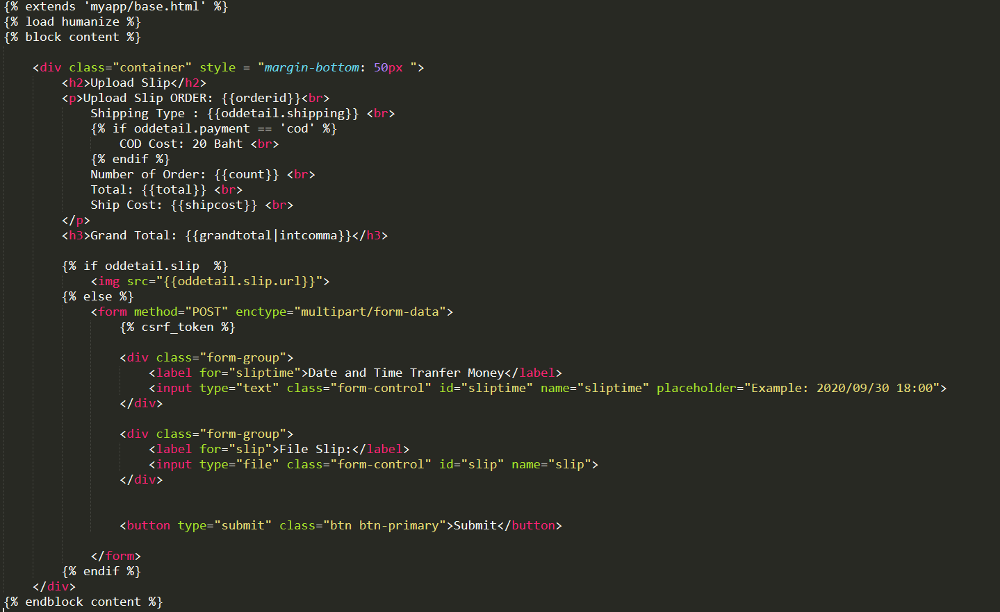 {% extends 'myapp/base.html' %}
{% load humanize %}
{% block content %}
<div class="container" style = "margin-bottom: 50px ">
<h2>Upload Slip</h2>
<p>Upload Slip ORDER: {{orderid}}<br>
Shipping Type : {{oddetail.shipping}} <br>
{% if oddetail.payment == 'cod' %}
COD Cost: 20 Baht <br>
{% endif %}
Number of Order: {{count}} <br>
Total: {{total}} <br>
Ship Cost: {{shipcost}} <br>
</p>
<h3>Grand Total: {{grandtotal|intcomma}}</h3>
{% if oddetail.slip  %}
<img src="{{oddetail.slip.url}}">
{% else %}
<form method="POST" enctype="multipart/form-data">
{% csrf_token %}
<div class="form-group">
<label for="sliptime">Date and Time Tranfer Money</label>
<input type="text" class="form-control" id="sliptime" name="sliptime" placeholder="Example: 2020/09/30 18:00">
</div>
<div class="form-group">
<label for="slip">File Slip:</label>
<input type="file" class="form-control" id="slip" name="slip">
</div>
<button type="submit" class="btn btn-primary">Submit</button>
</form>
{% endif %}
</div>
{% endblock content %}